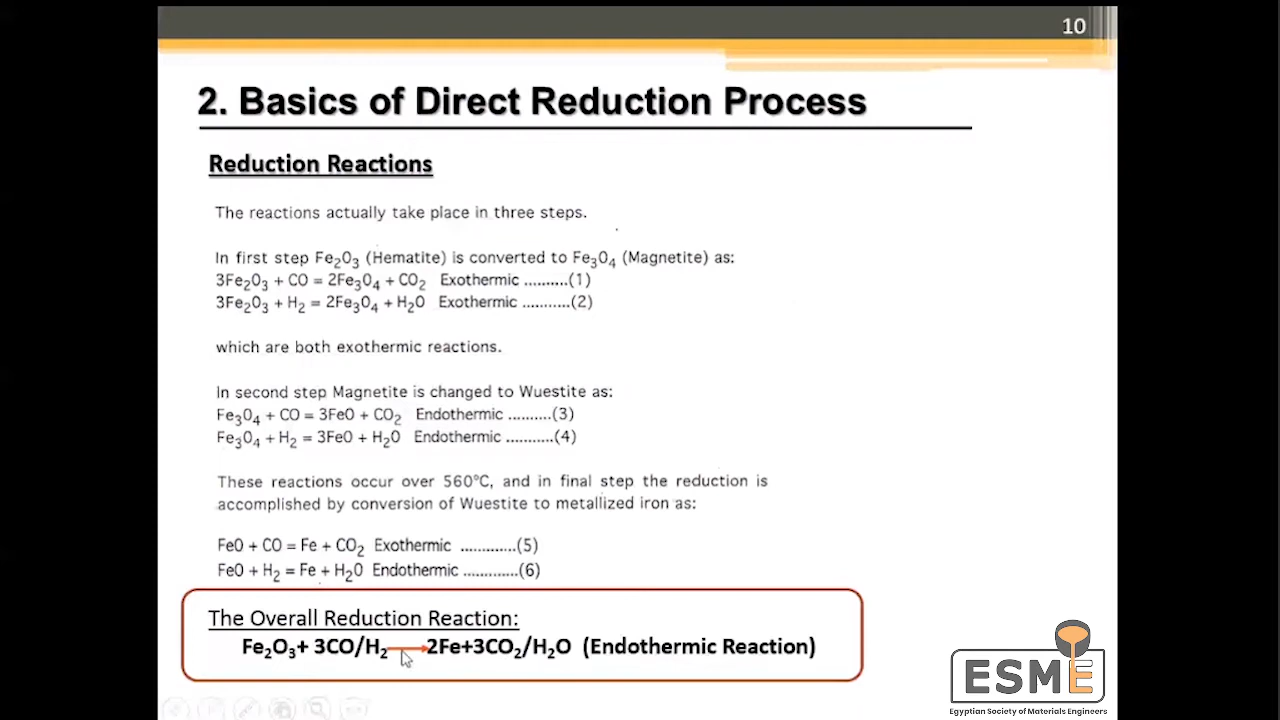 10
2. Basics of Direct Reduction Process
Reduction Reactions
The reactions actually take place in three steps.
In first step Fe₂O₃ (Hematite) is converted to Fe₃O₄ (Magnetite) as:
3Fe₂O₃ + CO = 2Fe₃O₄ + CO₂ Exothermic ..........(1)
3Fe₂O₃ + H₂ = 2Fe₃O₄ + H₂O Exothermic ...........(2)
which are both exothermic reactions.
In second step Magnetite is changed to Wuestite as:
Fe₃O₄ + CO = 3FeO + CO₂ Endothermic ..........(3)
Fe₃O₄ + H₂ = 3FeO + H₂O Endothermic ...........(4)
These reactions occur over 560°C, and in final step the reduction is
accomplished by conversion of Wuestite to metallized iron as:
FeO + CO = Fe + CO₂ Exothermic .............(5)
FeO + H₂ = Fe + H₂O Endothermic .............(6)
The Overall Reduction Reaction:
Fe₂O₃+ 3CO/H₂→2Fe+3CO₂/H₂O (Endothermic Reaction)
ESME
Egyptian Society of Materials Engineers